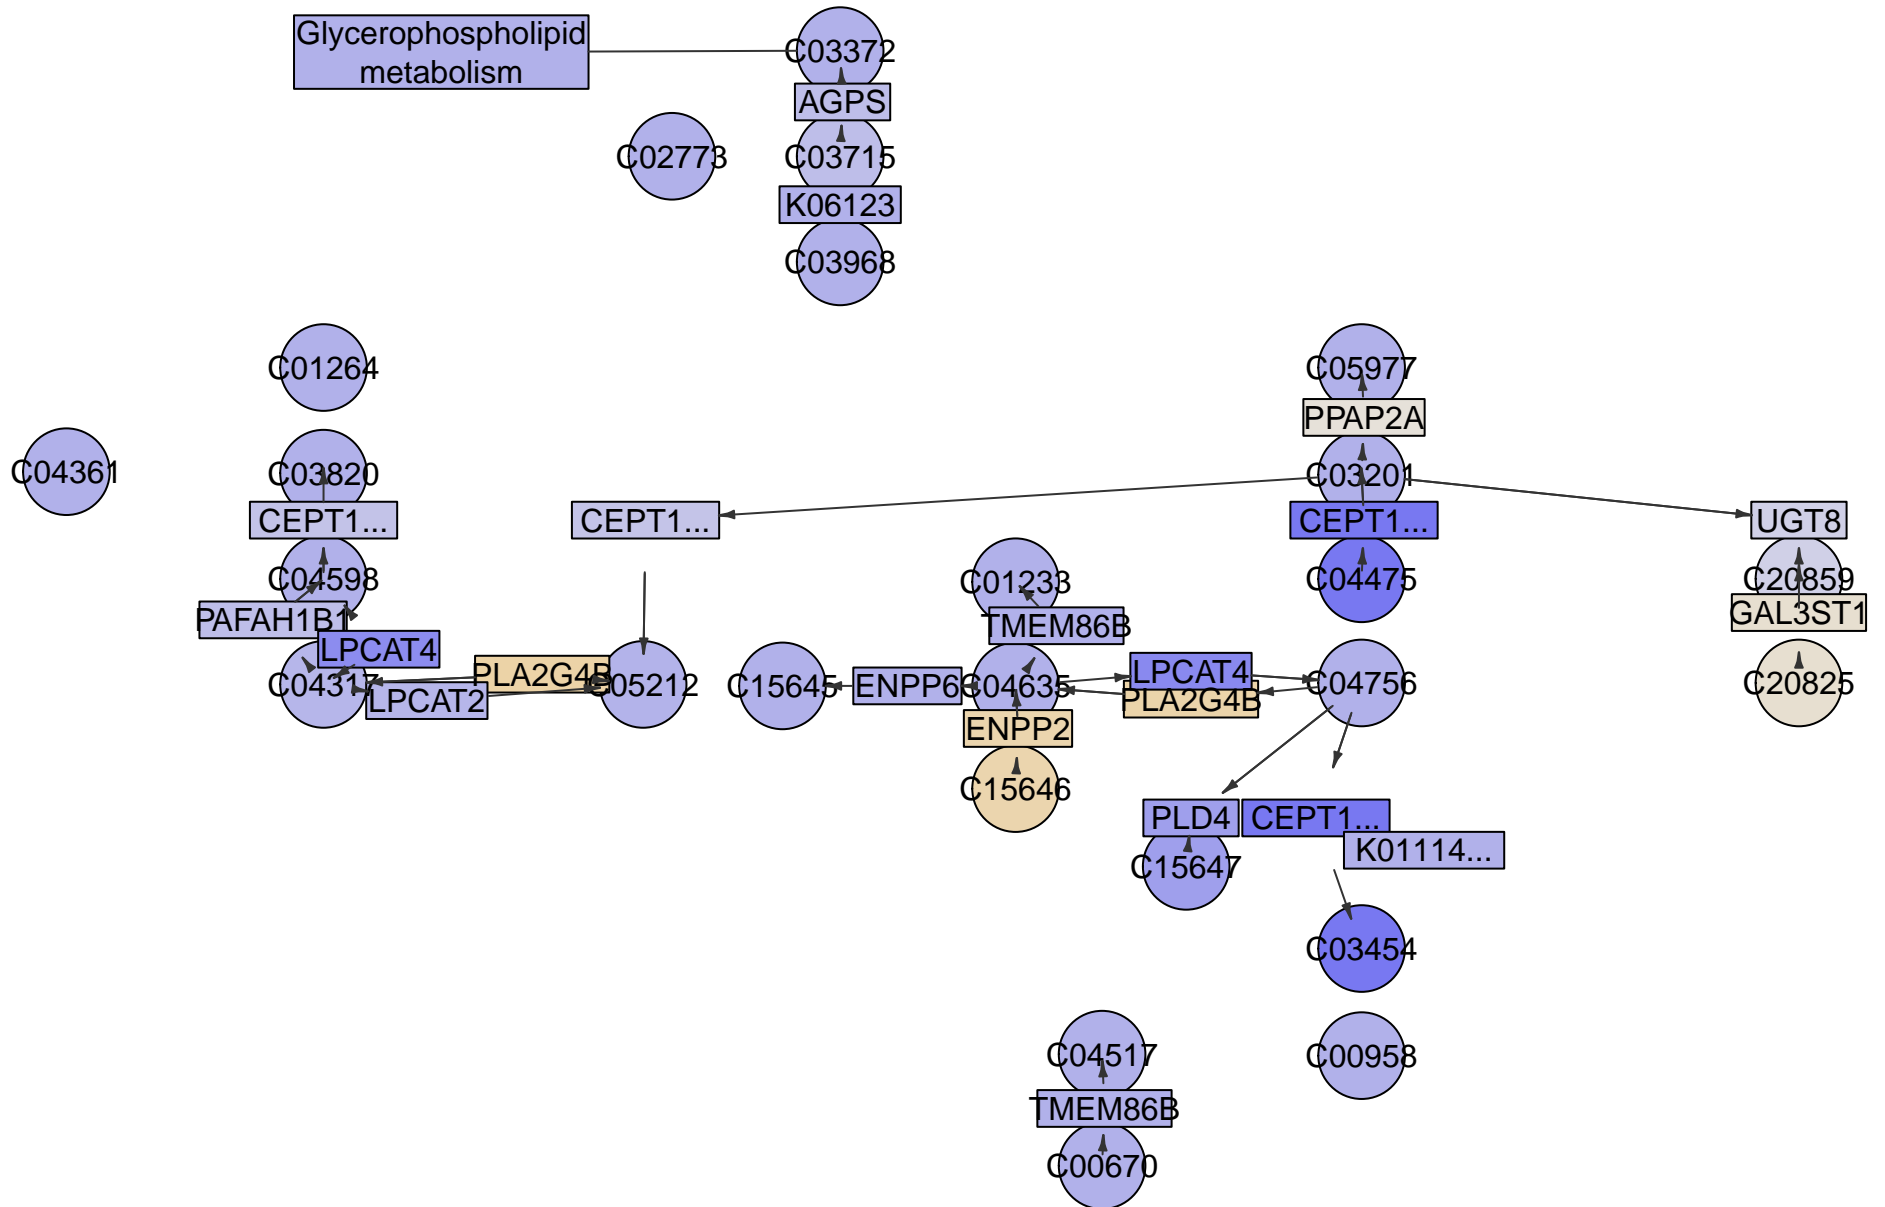 Glycerophospholipid
metabolism
C03372
AGPS
C02773
C03715
K06123
C03968
C01264
C05977
PPAP2A
C04361
C03820
C03201
CEPT1...
CEPT1...
CEPT1...
UGT8
C04598
C01233
C04475
C20859
PAFAH1B1
TMEM86B
GAL3ST1
LPCAT4
PLA2G4B
LPCAT4
C04317
LPCAT2
C05212
C15645
ENPP6
C04635
PLA2G4B
C04756
C20825
ENPP2
C15646
PLD4
CEPT1...
K01114...
C15647
C03454
C04517
C00958
TMEM86B
C00670